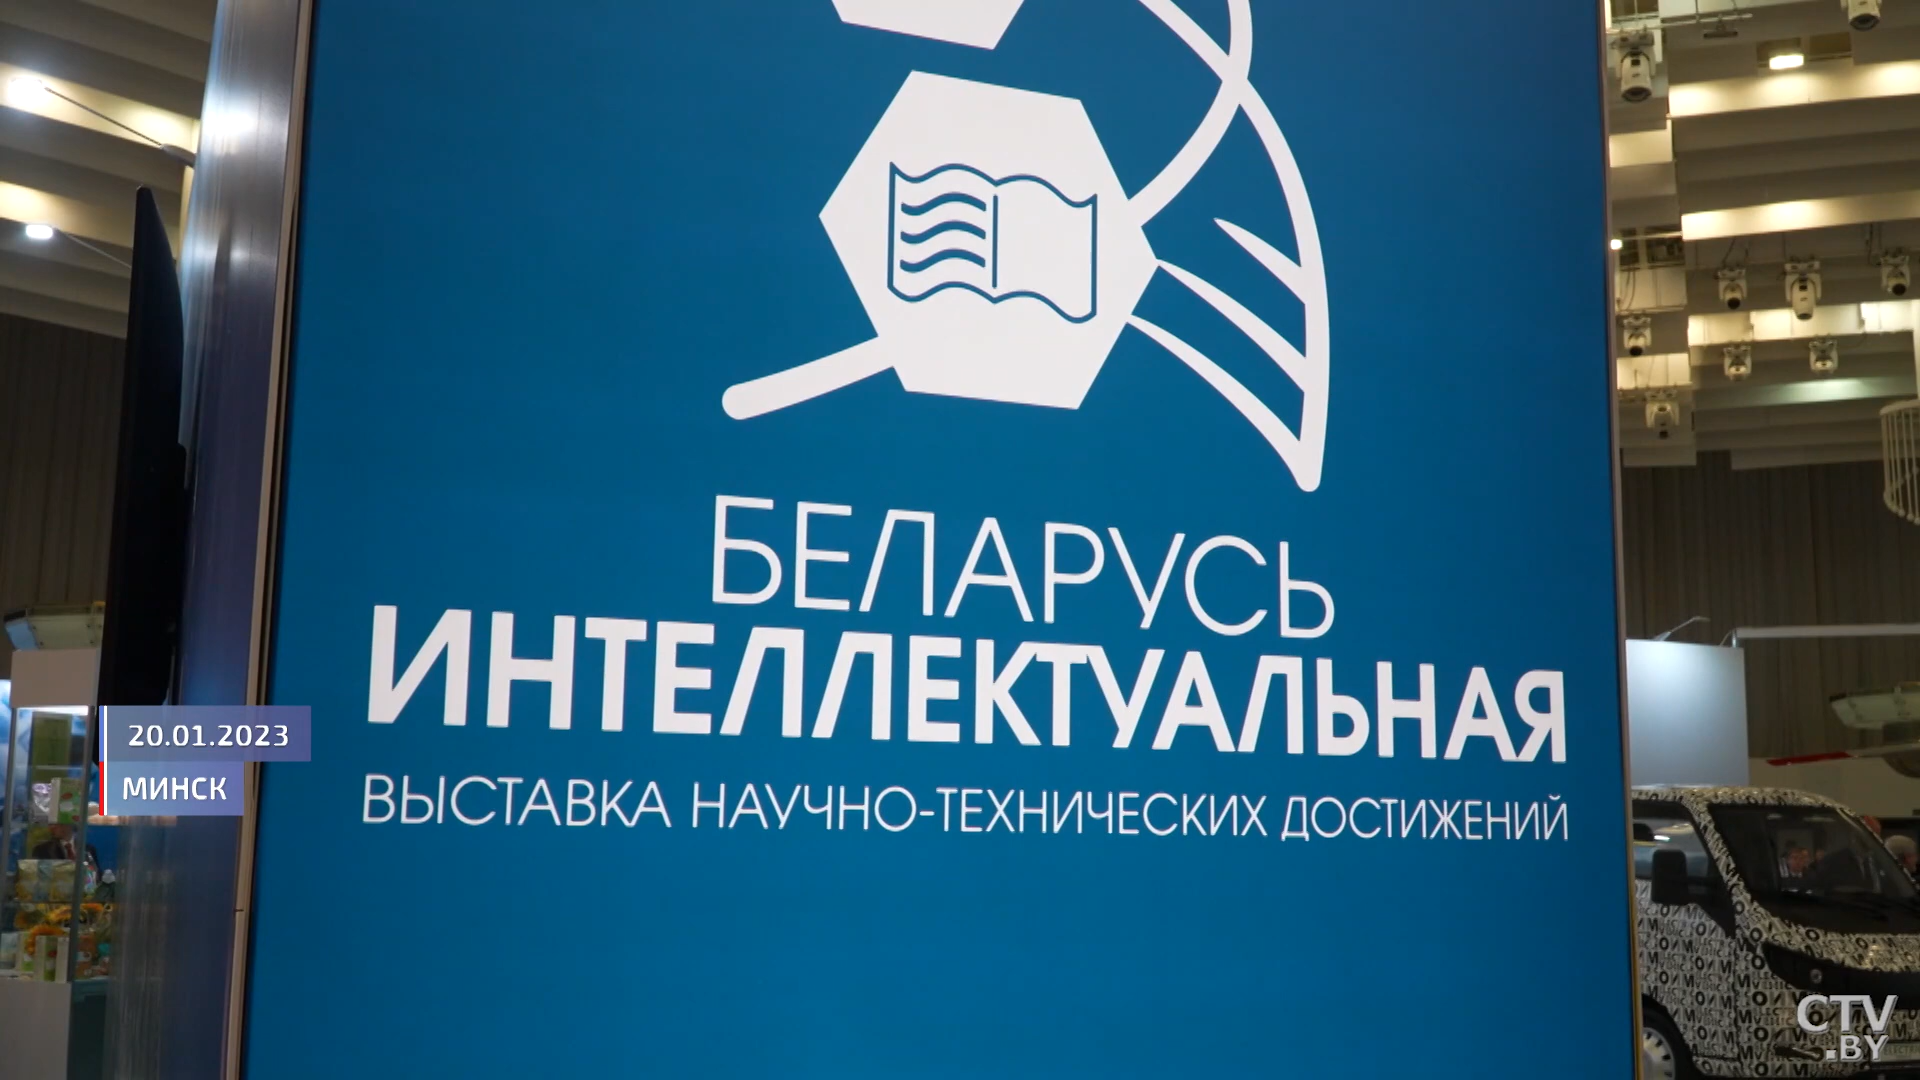 БЕЛАРУСЬ
ИНТЕЛЛЕКТУАЛЬНАЯ
ВЫСТАВКА НАУЧНО-ТЕХНИЧЕСКИХ ДОСТИЖЕНИЙ
20.01.2023
МИНСК
CTV
.BY